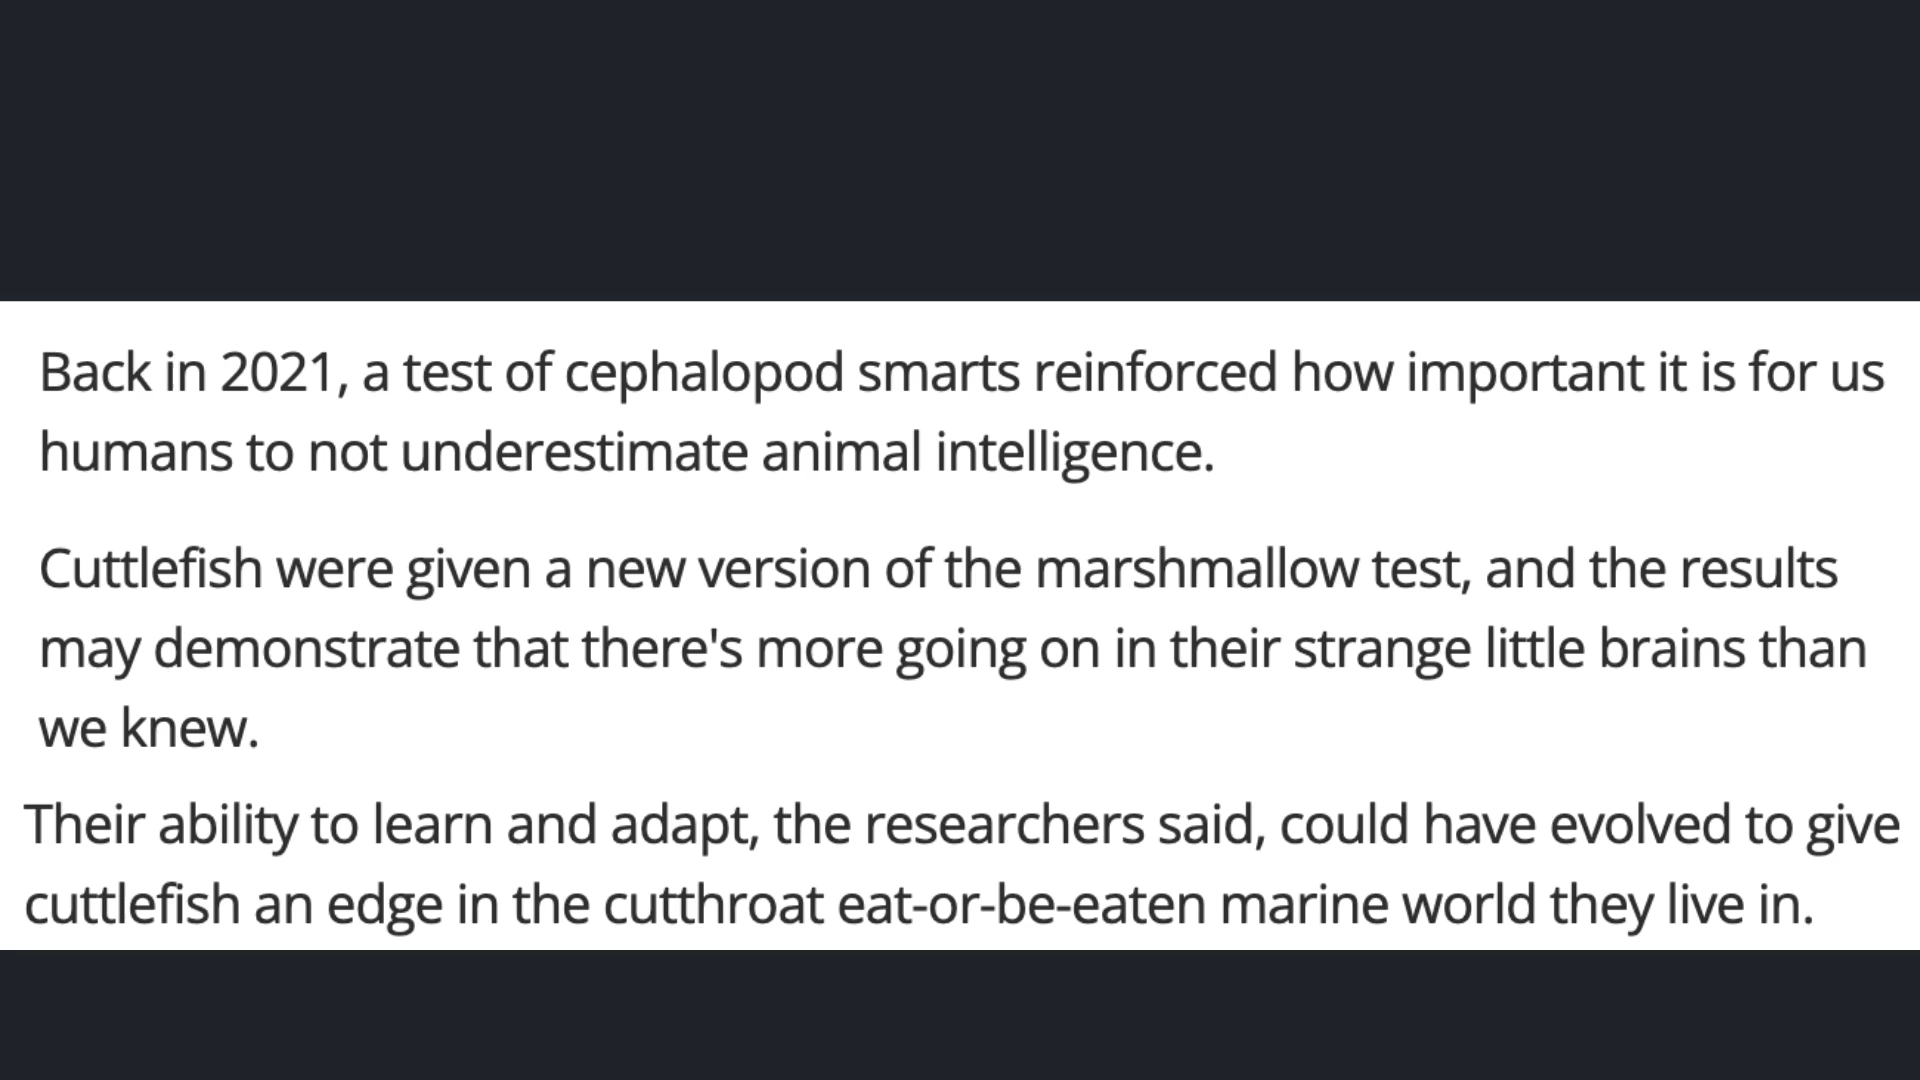 Back in 2021, a test of cephalopod smarts reinforced how important it is for us
humans to not underestimate animal intelligence.
Cuttlefish were given a new version of the marshmallow test, and the results
may demonstrate that there's more going on in their strange little brains than
we knew.
Their ability to learn and adapt, the researchers said, could have evolved to give
cuttlefish an edge in the cutthroat eat-or-be-eaten marine world they live in.